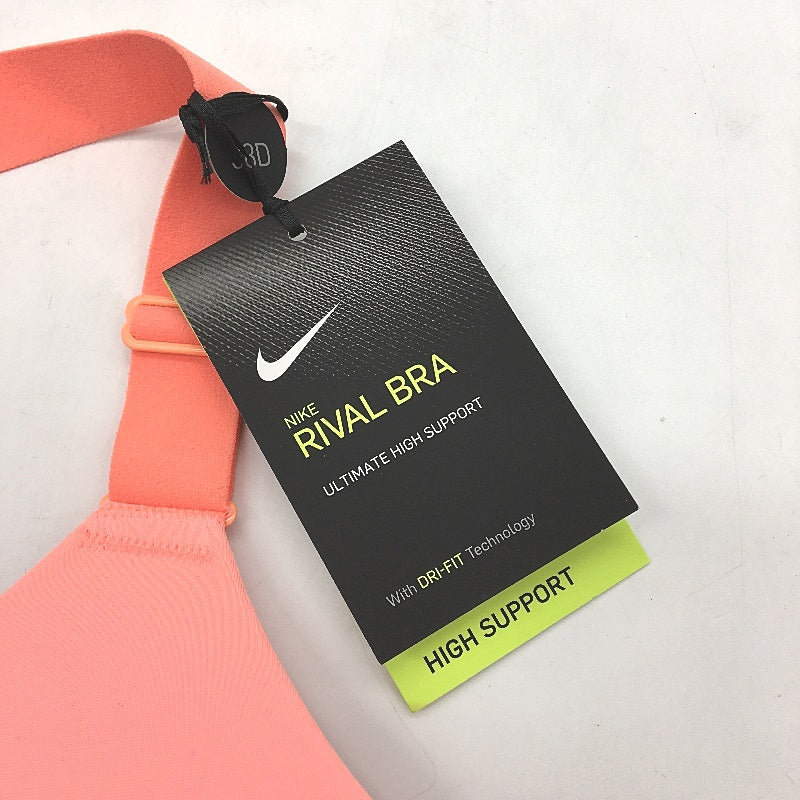 NIKE
RIVAL BRA
ULTIMATE HIGH SUPPORT
With DRI-FIT Technology
HIGH SUPPORT